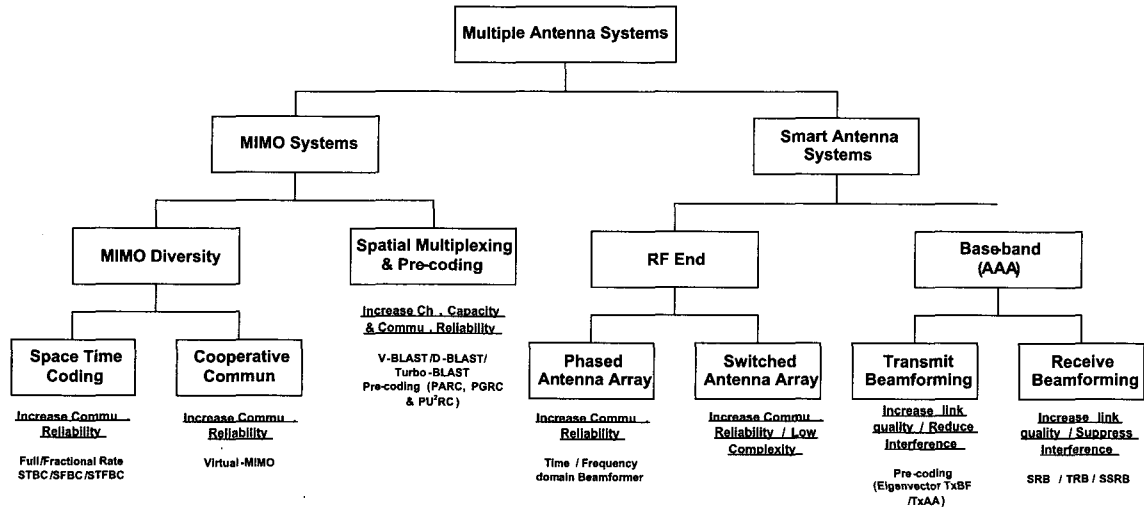 Multiple Antenna Systems
MIMO Systems
Smart Antenna
Systems
MIMO Diversity
Spatial Multiplexing
& Pre-coding
RF End
Base-band
(AAA)
Increase Ch . Capacity
& Commu . Reliability
V-BLAST/D-BLAST/
Turbo-BLAST
Pre-coding (PARC, PGRC
& PU²RC)
Space Time
Coding
Cooperative
Commun
Phased
Antenna Array
Switched
Antenna Array
Transmit
Beamforming
Receive
Beamforming
Increase Commu .
Reliability
Full/Fractional Rate
STBC/SFBC/STFBC
Increase Commu .
Reliability
Virtual-MIMO
Increase Commu .
Reliability
Time / Frequency
domain Beamformer
Increase Commu .
Reliability / Low
Complexity
Increase link
quality / Reduce
Interference
Pre-coding
(Eigenvector TxBF
/TxAA)
Increase link
quality / Suppress
Interference
SRB / TRB / SSRB